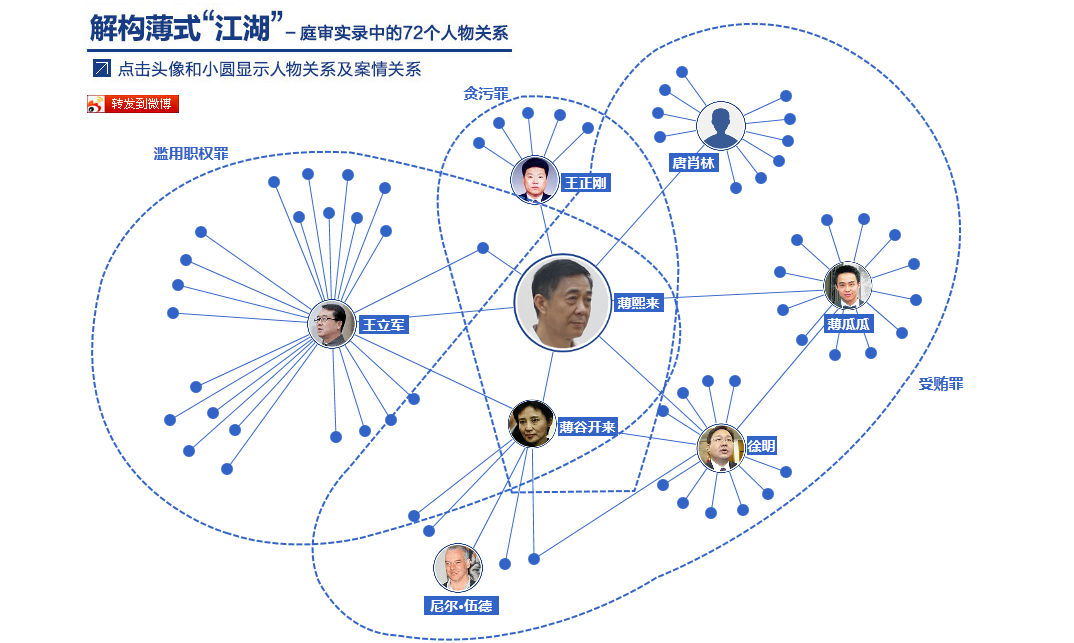 解构薄式“江湖” – 庭审实录中的72个人物关系
点击头像和小圆显示人物关系及案情关系
转发到微博
贪污罪
滥用职权罪
唐肖林
王正刚
薄熙来
王立军
薄瓜瓜
受贿罪
薄谷开来
徐明
尼尔•伍德